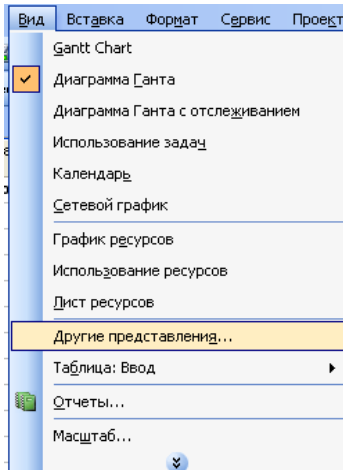 Вид Вставка Формат Сервис Проект
Gantt Chart
Диаграмма Ганта
Диаграмма Ганта с отслеживанием
Использование задач
Календарь
Сетевой график
График ресурсов
Использование ресурсов
Лист ресурсов
Другие представления...
Таблица: Ввод
Отчеты...
Масштаб...